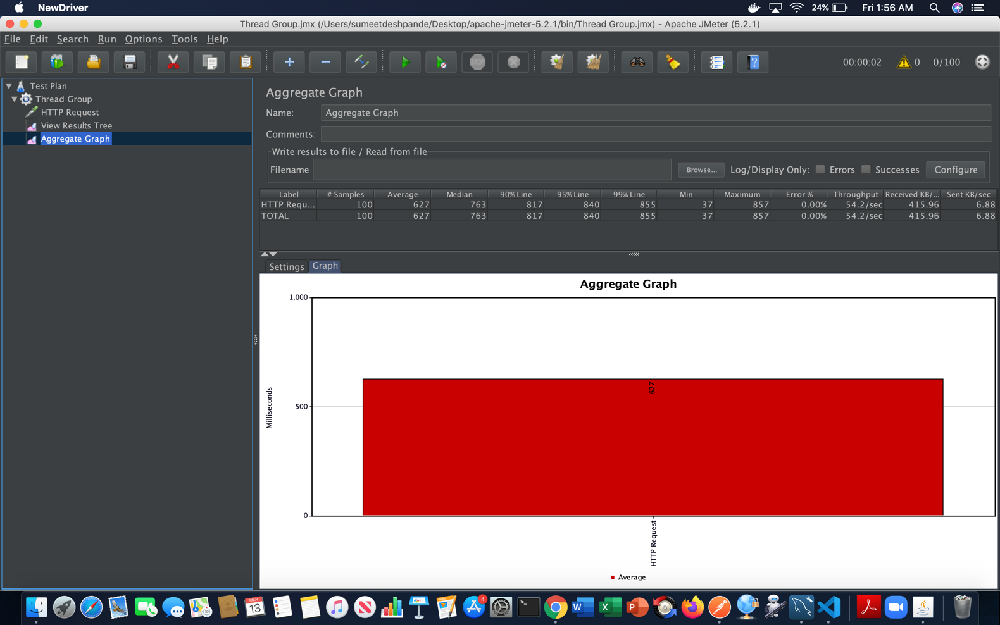 NewDriver 24% Fri 1:56 AM
Thread Group.jmx (/Users/sumeetdeshpande/Desktop/apache-jmeter-5.2.1/bin/Thread Group.jmx) - Apache JMeter (5.2.1)
File Edit Search Run Options Tools Help
STOP 00:00:02 0 0/100
Test Plan
Thread Group
HTTP Request
View Results Tree
Aggregate Graph
Aggregate Graph
Name: Aggregate Graph
Comments:
Write results to file / Read from file
Filename Browse... Log/Display Only: Errors Successes Configure
Label # Samples Average Median 90% Line 95% Line 99% Line Min Maximum Error % Throughput Received KB/... Sent KB/sec
HTTP Requ... 100 627 763 817 840 855 37 857 0.00% 54.2/sec 415.96 6.88
TOTAL 100 627 763 817 840 855 37 857 0.00% 54.2/sec 415.96 6.88
Settings Graph
Aggregate Graph
1,000
627
Milliseconds
500
0
HTTP Request
Average
MAR
13
4
W X P